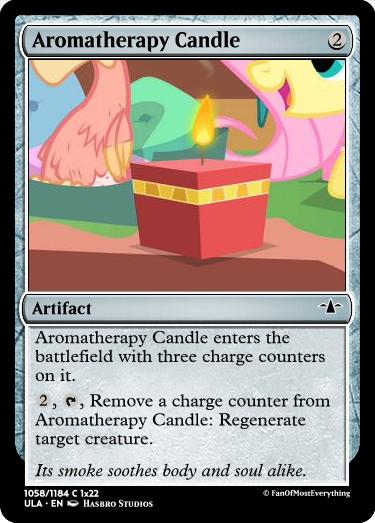 Aromatherapy Candle 2
Artifact
Aromatherapy Candle enters the
battlefield with three charge counters
on it.
2, , Remove a charge counter from
Aromatherapy Candle: Regenerate
target creature.
Its smoke soothes body and soul alike.
1058/1184 C 1x22
ULA • EN Hasbro Studios
© FanOfMostEverything